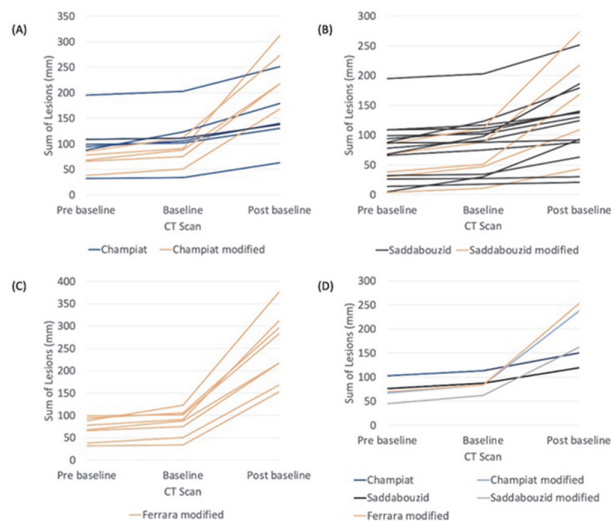 (A)
350
300
250
200
150
100
50
0
Sum of Lesions (mm)
Pre baseline Baseline Post baseline
CT Scan
Champiat Champiat modified
(B)
300
250
200
150
100
50
0
Sum of Lesions (mm)
Pre baseline Baseline Post baseline
CT Scan
Saddabouzid Saddabouzid modified
(C)
400
350
300
250
200
150
100
50
0
Sum of Lesions (mm)
Pre baseline Baseline Post baseline
CT Scan
Ferrara modified
(D)
300
250
200
150
100
50
0
Sum of Lesions (mm)
Pre baseline Baseline Post baseline
CT Scan
Champiat Champiat modified
Saddabouzid Saddabouzid modified
Ferrara modified